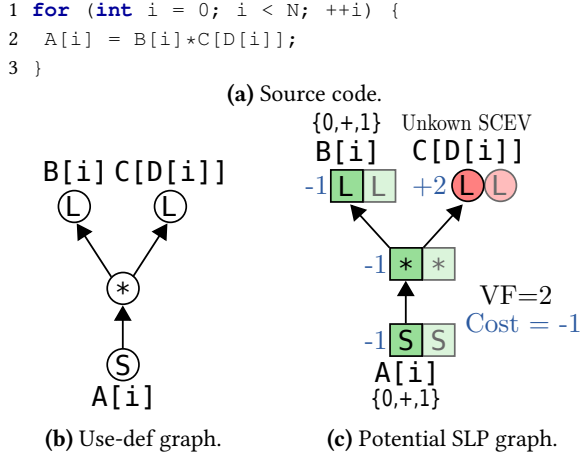 1 for (int i = 0; i < N; ++i) {
2 A[i] = B[i]*C[D[i]];
3 }
(a) Source code.
B[i] C[D[i]]
L L
*
S
A[i]
(b) Use-def graph.
{0,+,1} Unkown SCEV
B[i] C[D[i]]
-1 L L +2 L L
-1 * *
VF=2
Cost = -1
-1 S S
A[i]
{0,+,1}
(c) Potential SLP graph.